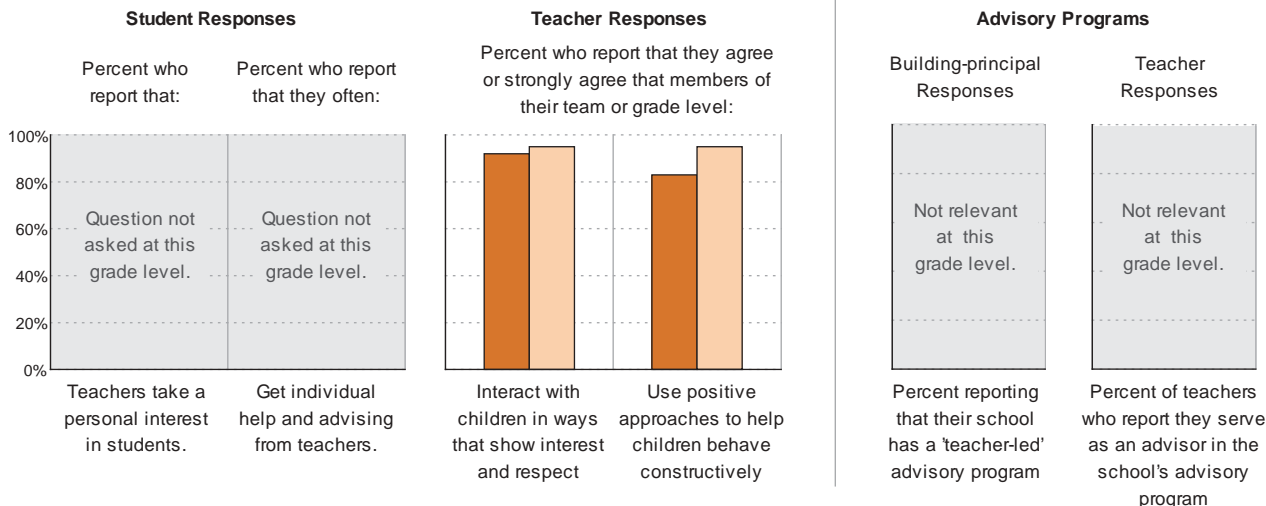 Student Responses
Percent who
report that:
Percent who report
that they often:
100%
80%
60%
40%
20%
0%
Question not
asked at this
grade level.
Question not
asked at this
grade level.
Teachers take a
personal interest
in students.
Get individual
help and advising
from teachers.
Teacher Responses
Percent who report that they agree
or strongly agree that members of
their team or grade level:
Interact with
children in ways
that show interest
and respect
Use positive
approaches to help
children behave
constructively
Advisory Programs
Building-principal
Responses
Teacher
Responses
Not relevant
at this
grade level.
Not relevant
at this
grade level.
Percent reporting
that their school
has a 'teacher-led'
advisory program
Percent of teachers
who report they serve
as an advisor in the
school's advisory
program